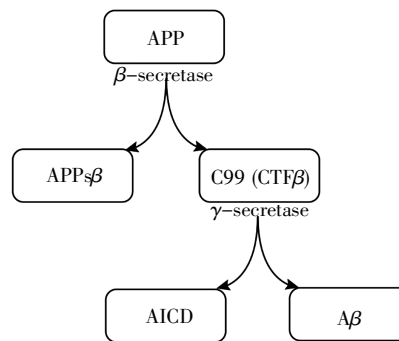 APP
β-secretase
APPsβ
C99 (CTFβ)
γ-secretase
AICD
Aβ